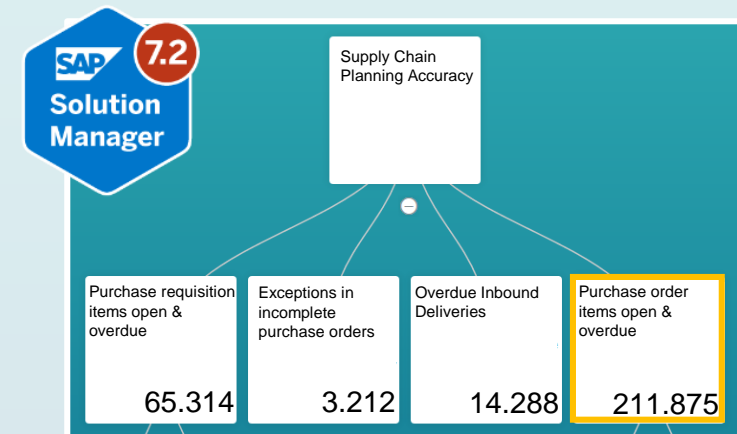 SAP
7.2
Solution
Manager
Supply Chain
Planning Accuracy
Purchase requisition
items open &
overdue
65.314
Exceptions in
incomplete
purchase orders
3.212
Overdue Inbound
Deliveries
14.288
Purchase order
items open &
overdue
211.875